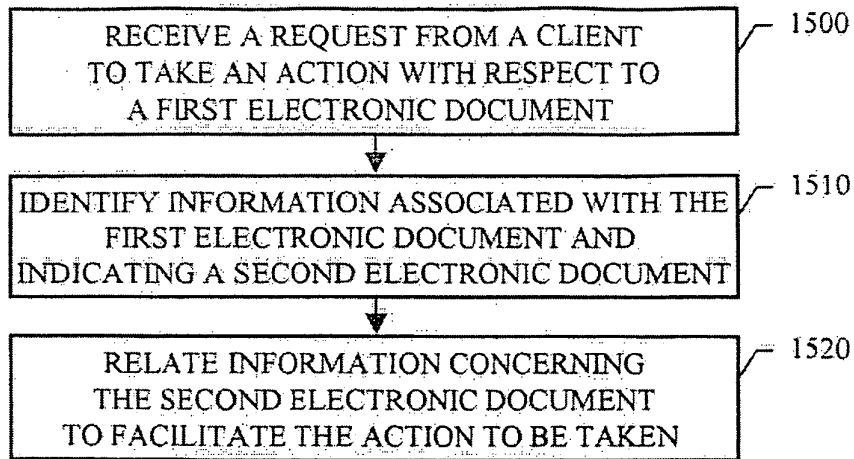 RECEIVE A REQUEST FROM A CLIENT
TO TAKE AN ACTION WITH RESPECT TO
A FIRST ELECTRONIC DOCUMENT
1500
IDENTIFY INFORMATION ASSOCIATED WITH THE
FIRST ELECTRONIC DOCUMENT AND
INDICATING A SECOND ELECTRONIC DOCUMENT
1510
RELATE INFORMATION CONCERNING
THE SECOND ELECTRONIC DOCUMENT
TO FACILITATE THE ACTION TO BE TAKEN
1520